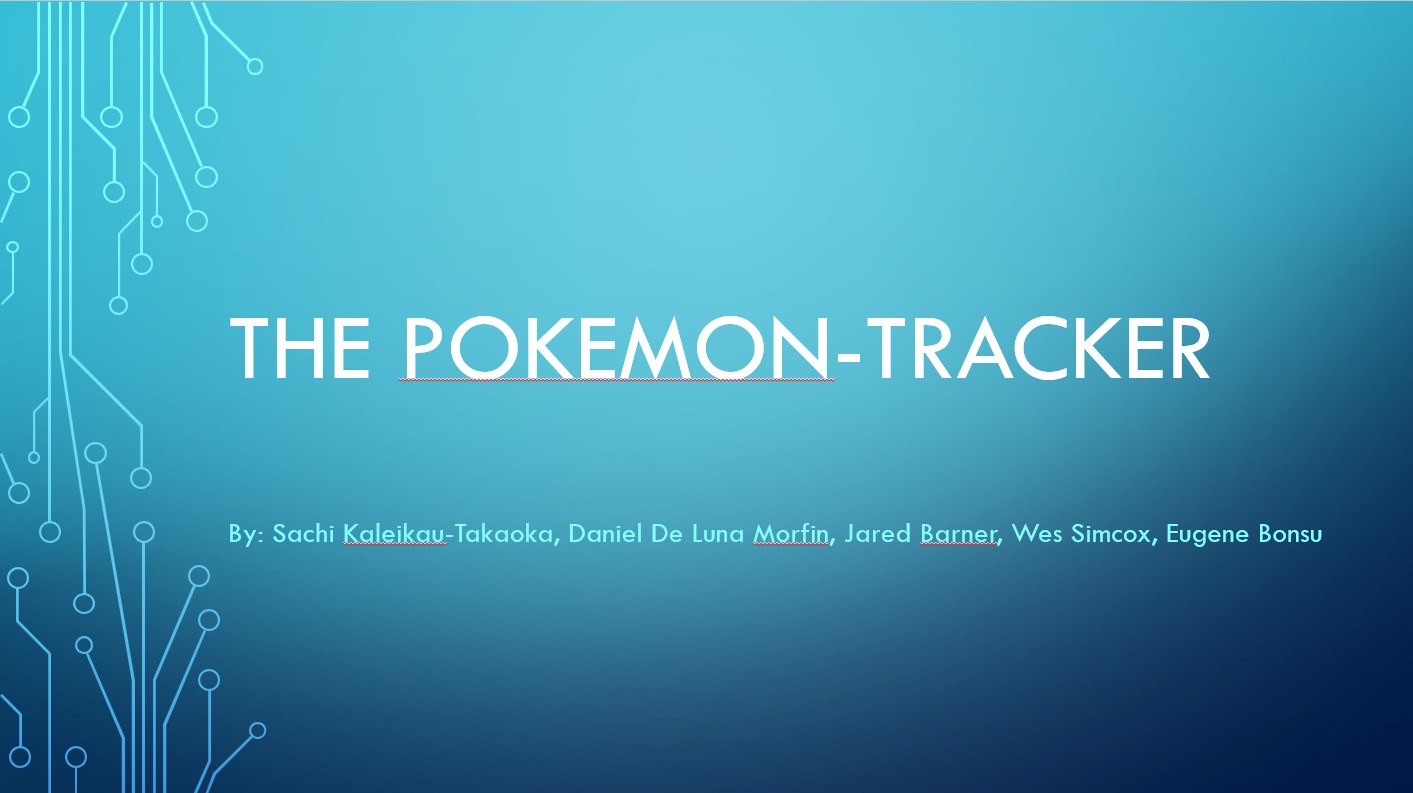 THE POKEMON-TRACKER
By: Sachi Kaleikau-Takaoka, Daniel De Luna Morfin, Jared Barner, Wes Simcox, Eugene Bonsu